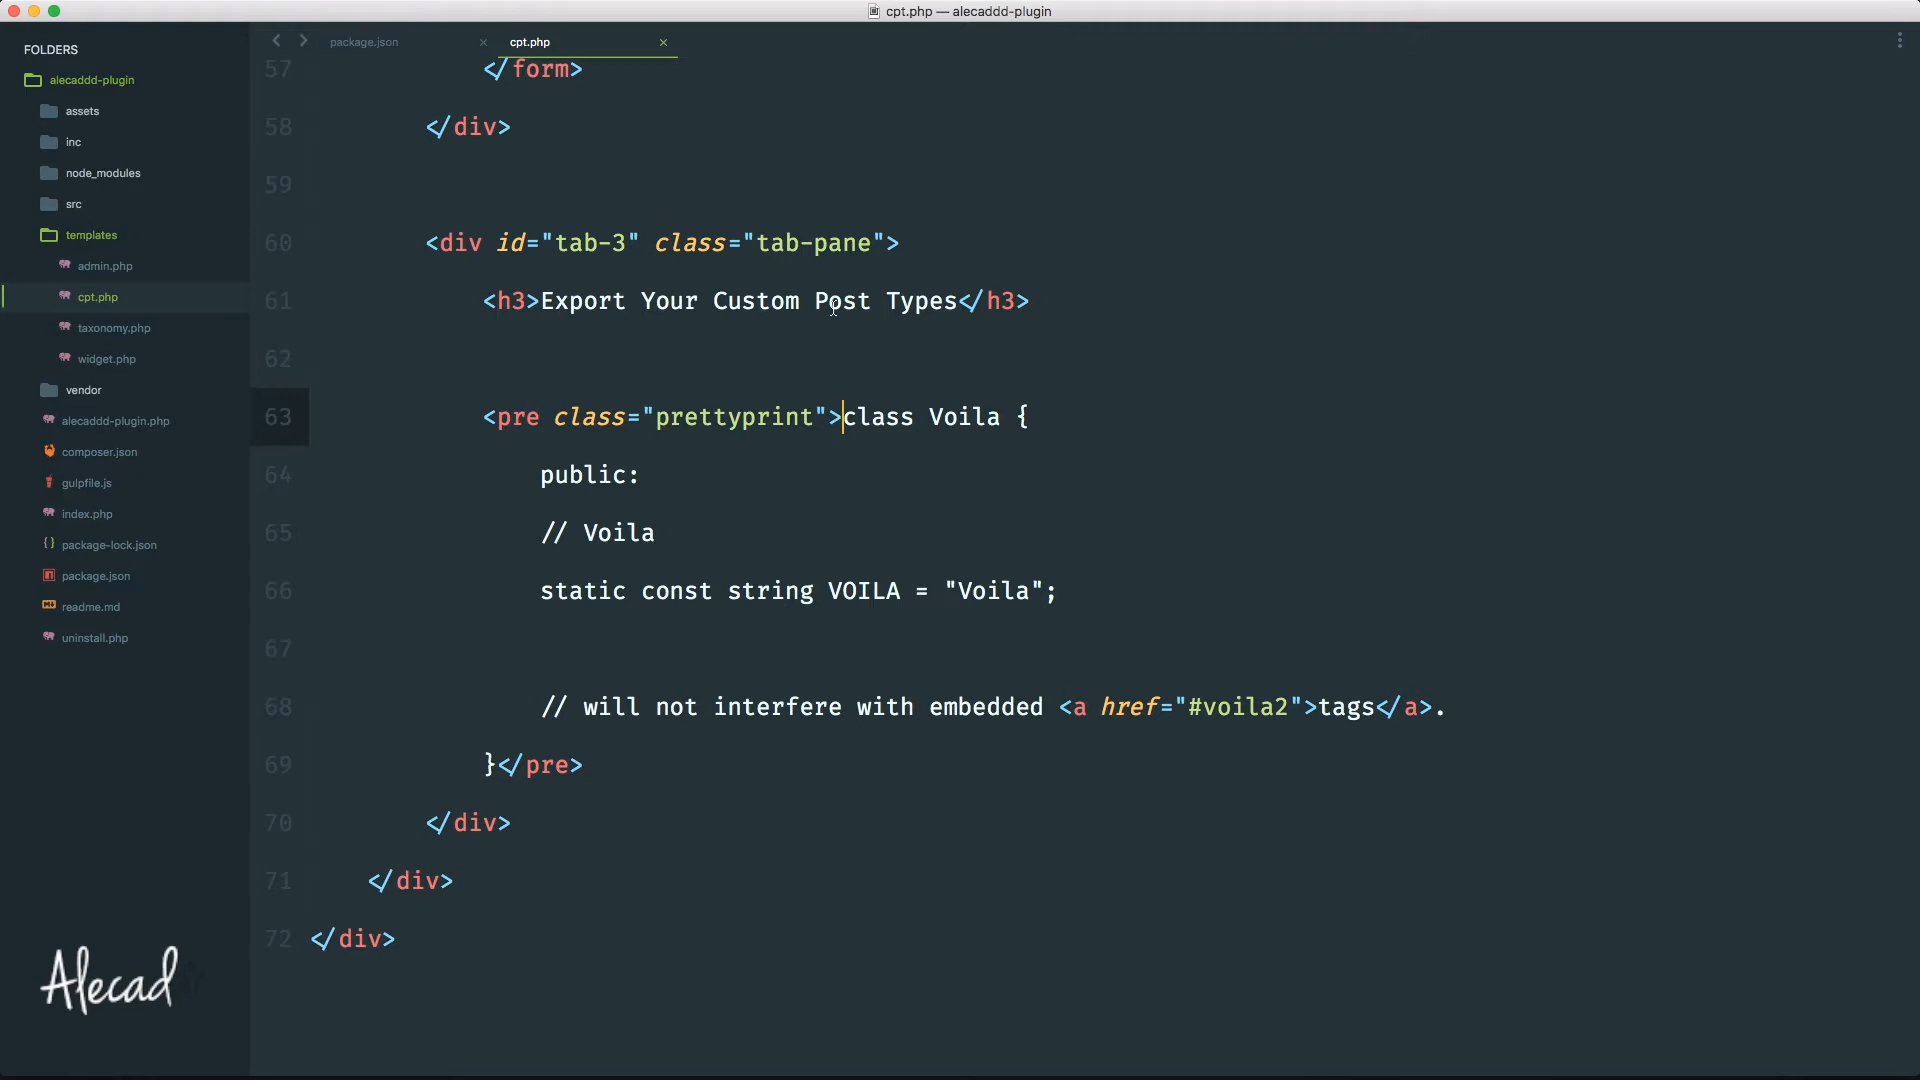 cpt.php — alecaddd-plugin
FOLDERS
alecaddd-plugin
assets
inc
node_modules
src
templates
admin.php
cpt.php
taxonomy.php
widget.php
vendor
alecaddd-plugin.php
composer.json
gulpfile.js
index.php
package-lock.json
package.json
readme.md
uninstall.php
Alecad
package.json
cpt.php
57 </form>
58 </div>
59
60 <div id="tab-3" class="tab-pane">
61 <h3>Export Your Custom Post Types</h3>
62
63 <pre class="prettyprint">class Voila {
64 public:
65 // Voila
66 static const string VOILA = "Voila";
67
68 // will not interfere with embedded <a href="#voila2">tags</a>.
69 }</pre>
70 </div>
71 </div>
72 </div>